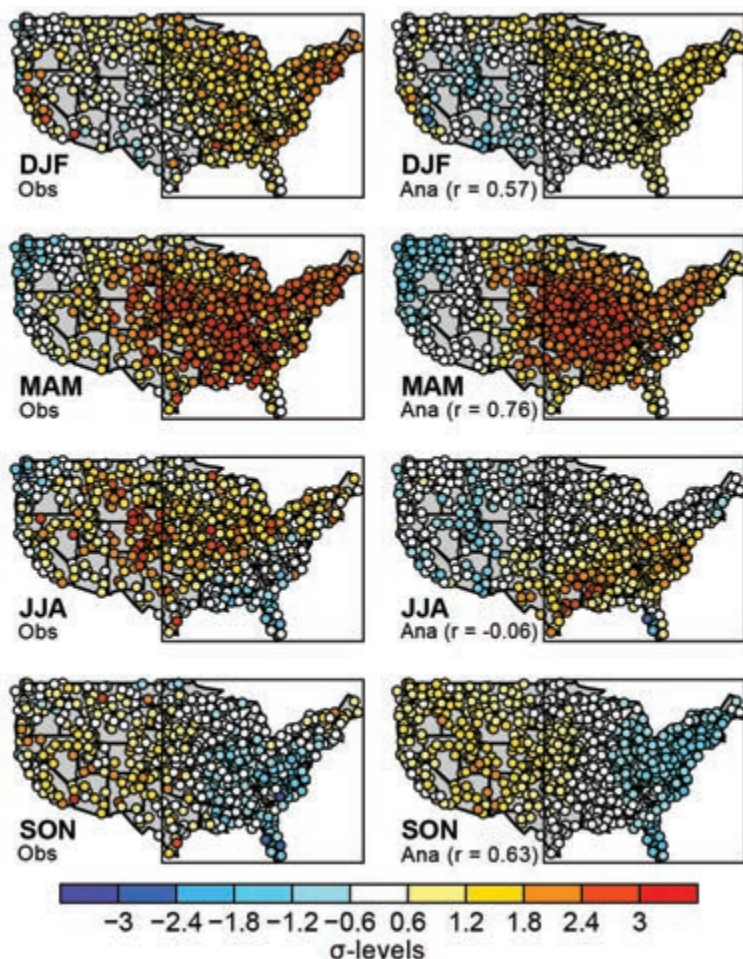 DJF
Obs
DJF
Ana (r = 0.57)
MAM
Obs
MAM
Ana (r = 0.76)
JJA
Obs
JJA
Ana (r = -0.06)
SON
Obs
SON
Ana (r = 0.63)
−3 −2.4 −1.8 −1.2 −0.6 0.6 1.2 1.8 2.4 3
σ-levels